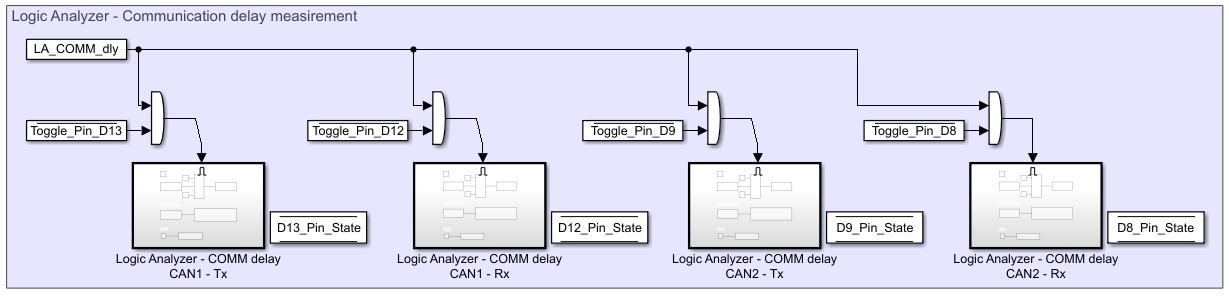 Logic Analyzer - Communication delay measirement
LA_COMM_dly
Toggle_Pin_D13
Toggle_Pin_D12
Toggle_Pin_D9
Toggle_Pin_D8
D13_Pin_State
D12_Pin_State
D9_Pin_State
D8_Pin_State
Logic Analyzer - COMM delay
CAN1 - Tx
Logic Analyzer - COMM delay
CAN1 - Rx
Logic Analyzer - COMM delay
CAN2 - Tx
Logic Analyzer - COMM delay
CAN2 - Rx